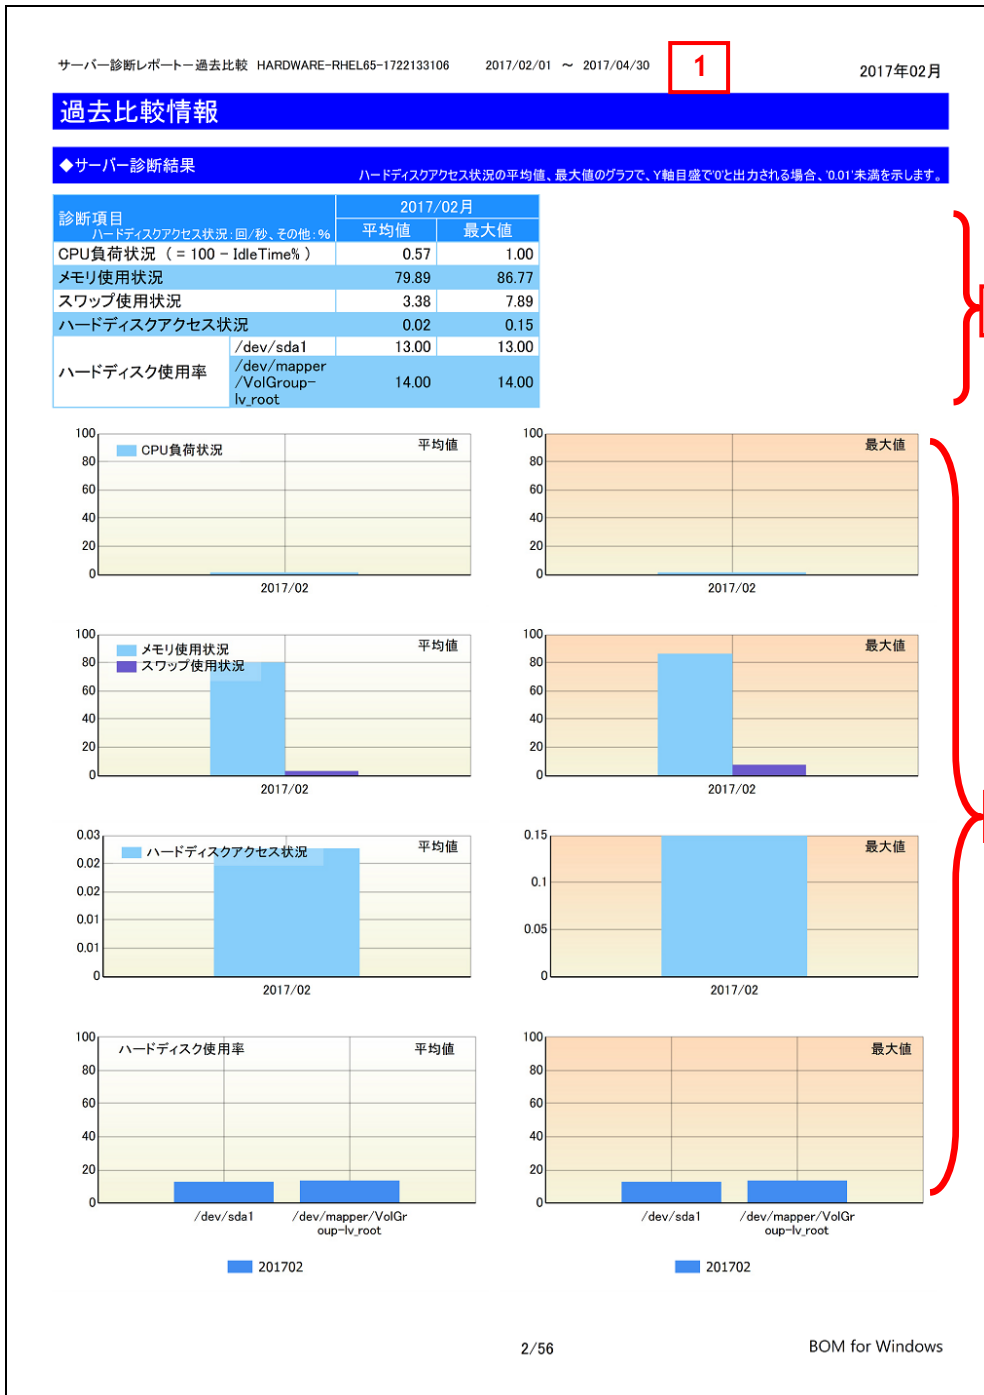 サーバー診断レポートー過去比較 HARDWARE-RHEL65-1722133106 2017/02/01 ～ 2017/04/30
1
2017年02月
過去比較情報
◆サーバー診断結果
ハードディスクアクセス状況の平均値、最大値のグラフで、Y軸目盛で'0'と出力される場合、'0.01'未満を示します。
診断項目
ハードディスクアクセス状況：回/秒、その他：%
2017/02月
平均値 最大値
CPU負荷状況 （ = 100 - IdleTime% ） 0.57 1.00
メモリ使用状況 79.89 86.77
スワップ使用状況 3.38 7.89
ハードディスクアクセス状況 0.02 0.15
ハードディスク使用率
/dev/sda1 13.00 13.00
/dev/mapper
/VolGroup-
lv_root
14.00 14.00
100
80
60
40
20
0
CPU負荷状況
平均値
2017/02
100
80
60
40
20
0
最大値
2017/02
100
80
60
40
20
0
メモリ使用状況
スワップ使用状況
平均値
2017/02
100
80
60
40
20
0
最大値
2017/02
0.03
0.02
0.02
0.01
0.01
0
ハードディスクアクセス状況
平均値
2017/02
0.15
0.1
0.05
0
最大値
2017/02
100
80
60
40
20
0
ハードディスク使用率
平均値
/dev/sda1
/dev/mapper/VolGr
oup-lv_root
201702
100
80
60
40
20
0
最大値
/dev/sda1
/dev/mapper/VolGr
oup-lv_root
201702
2/56
BOM for Windows